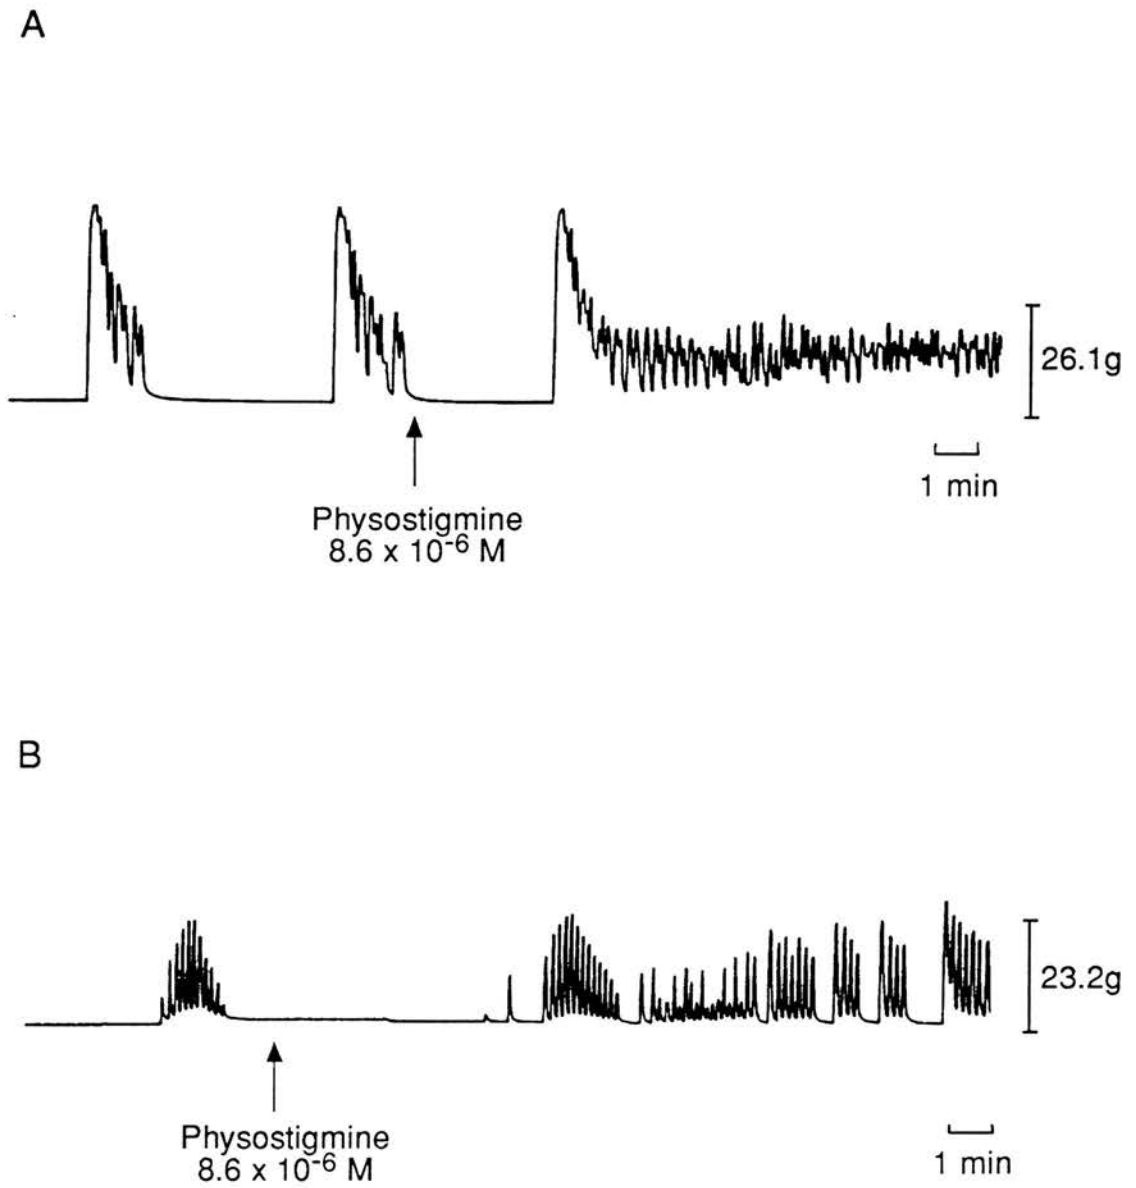 A
26.1g
1 min
Physostigmine
8.6 x 10⁻⁶ M
B
23.2g
1 min
Physostigmine
8.6 x 10⁻⁶ M